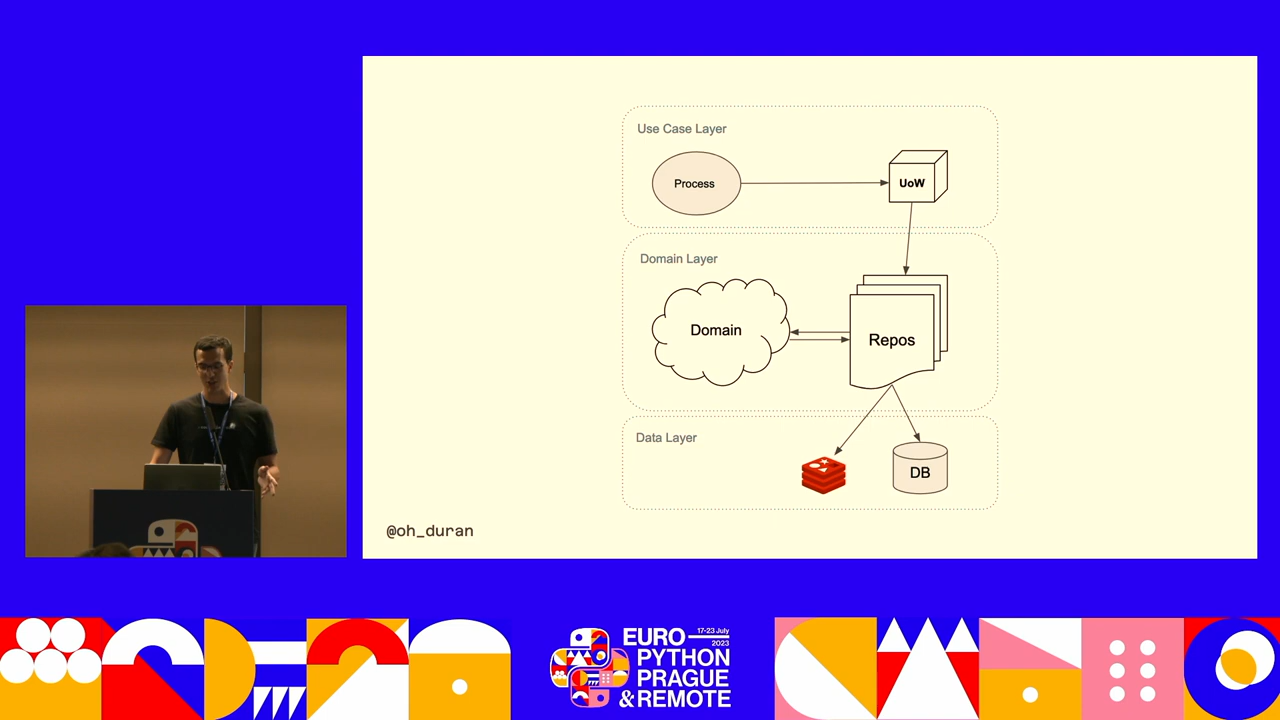 Use Case Layer
Process
UoW
Domain Layer
Domain
Repos
Data Layer
DB
@oh_duran
EURO 17-23 July 2023
PYTHON
PRAGUE
& REMOTE